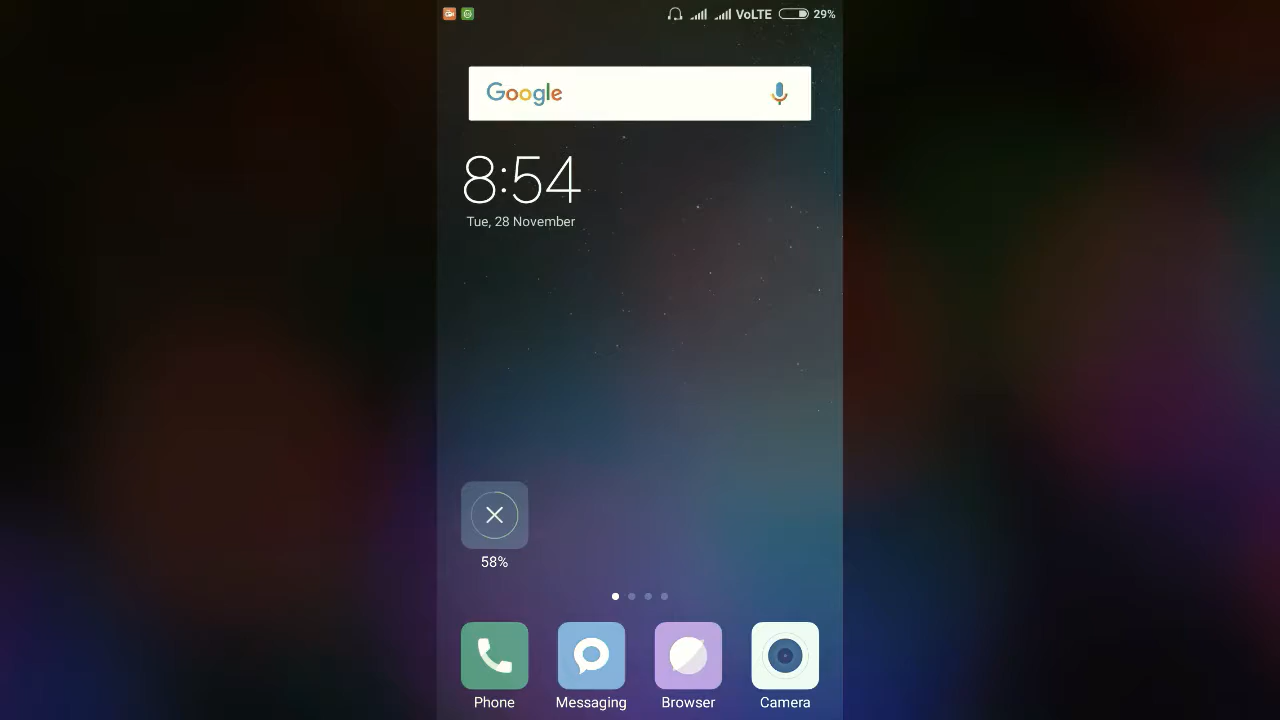 VoLTE 29%
Google
8:54
Tue, 28 November
58%
Phone Messaging Browser Camera